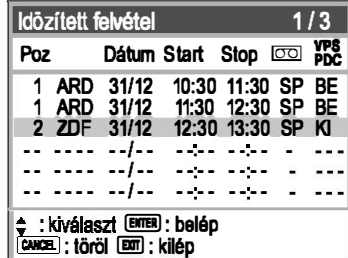 Időzített felvétel 1 / 3
Poz Dátum Start Stop VPS PDC
1 ARD 31/12 10:30 11:30 SP BE
1 ARD 31/12 11:30 12:30 SP BE
2 ZDF 31/12 12:30 13:30 SP KI
-- ---- --/-- --:-- --:-- - ---
-- ---- --/-- --:-- --:-- - ---
-- ---- --/-- --:-- --:-- - ---
: kiválaszt ENTER : belép
CANCEL : töröl EXIT : kilép